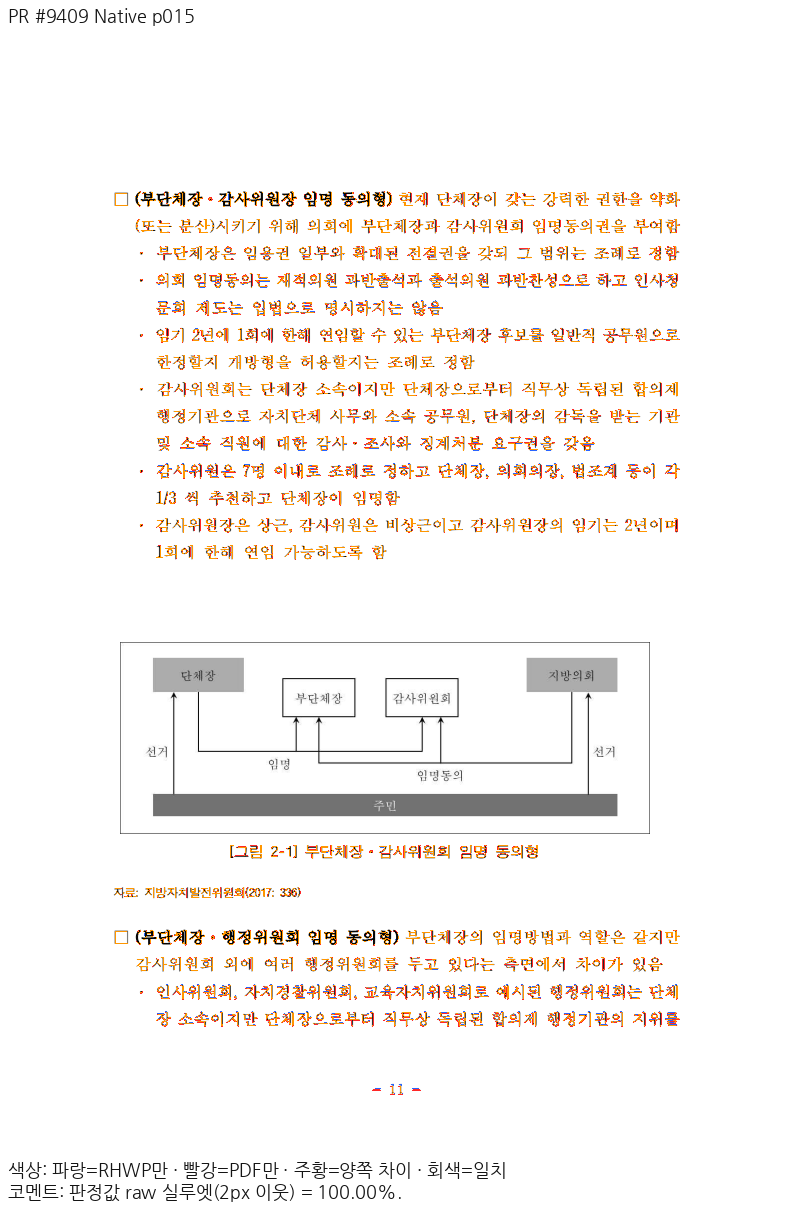 PR #9409 Native p015
□ (부단체장·감사위원장 임명 동의형) 현재 단체장이 갖는 강력한 권한을 약화
(또는 분산)시키기 위해 의회에 부단체장과 감사위원회 임명동의권을 부여함
· 부단체장은 임용권 일부와 확대된 전결권을 갖되 그 범위는 조례로 정함
· 의회 임명동의는 재적의원 과반출석과 출석의원 과반찬성으로 하고 인사청
문회 제도는 입법으로 명시하지는 않음
· 임기 2년에 1회에 한해 연임할 수 있는 부단체장 후보를 일반직 공무원으로
한정할지 개방형을 허용할지는 조례로 정함
· 감사위원회는 단체장 소속이지만 단체장으로부터 직무상 독립된 합의제
행정기관으로 자치단체 사무와 소속 공무원, 단체장의 감독을 받는 기관
및 소속 직원에 대한 감사·조사와 징계처분 요구권을 갖음
· 감사위원은 7명 이내로 조례로 정하고 단체장, 의회의장, 법조계 등이 각
1/3 씩 추천하고 단체장이 임명함
· 감사위원장은 상근, 감사위원은 비상근이고 감사위원장의 임기는 2년이며
1회에 한해 연임 가능하도록 함
단체장
지방의회
부단체장
감사위원회
선거
선거
임명
임명동의
주민
[그림 2-1] 부단체장·감사위원회 임명 동의형
자료: 지방자치발전위원회(2017: 336)
□ (부단체장·행정위원회 임명 동의형) 부단체장의 임명방법과 역할은 같지만
감사위원회 외에 여러 행정위원회를 두고 있다는 측면에서 차이가 있음
· 인사위원회, 자치경찰위원회, 교육자치위원회로 예시된 행정위원회는 단체
장 소속이지만 단체장으로부터 직무상 독립된 합의제 행정기관의 지위를
- 11 -
색상: 파랑=RHWP만 · 빨강=PDF만 · 주황=양쪽 차이 · 회색=일치
코멘트: 판정값 raw 실루엣(2px 이웃) = 100.00%.